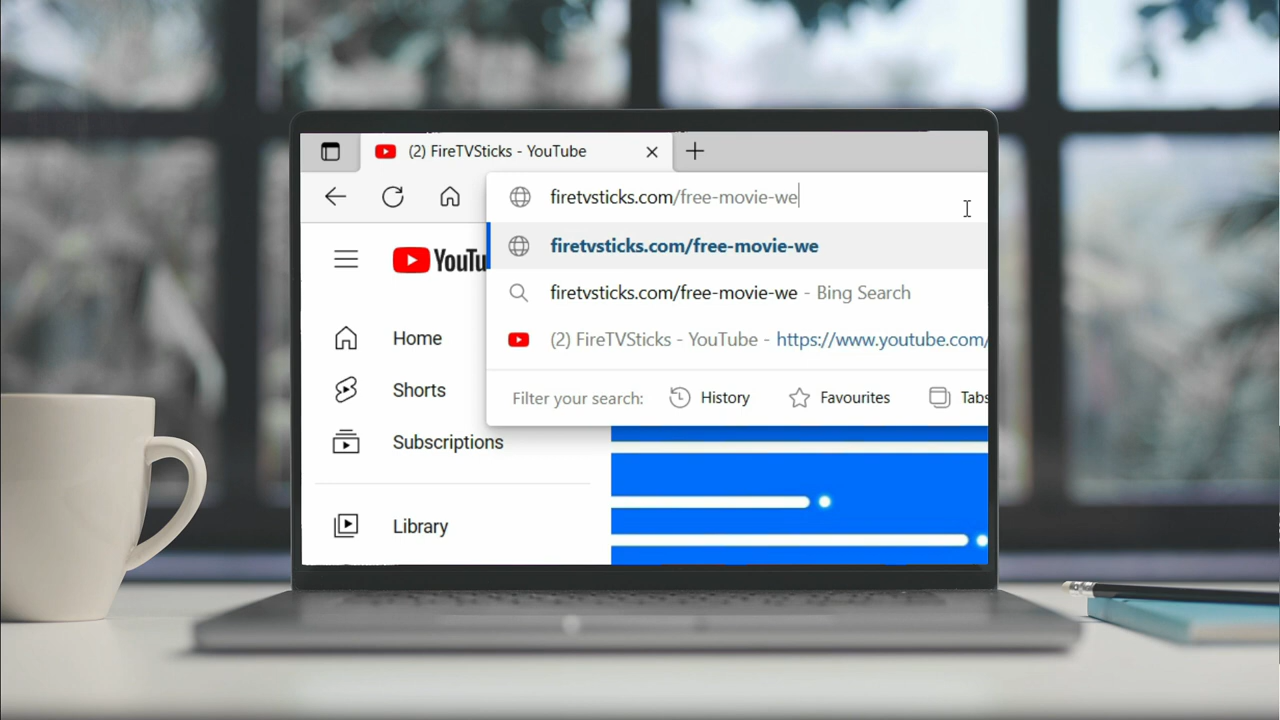 (2) FireTVSticks - YouTube
firetvsticks.com/free-movie-we
firetvsticks.com/free-movie-we
firetvsticks.com/free-movie-we - Bing Search
(2) FireTVSticks - YouTube - https://www.youtube.com/
Filter your search: History Favourites Tabs
YouTu
Home
Shorts
Subscriptions
Library